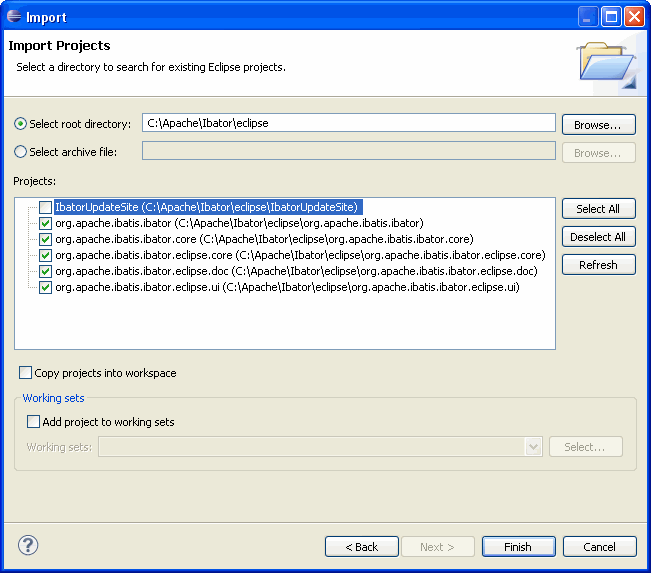 Import
Import Projects
Select a directory to search for existing Eclipse projects.
Select root directory: C:\Apache\Ibator\eclipse Browse...
Select archive file: Browse...
Projects:
IbatorUpdateSite (C:\Apache\Ibator\eclipse\IbatorUpdateSite)
org.apache.ibatis.ibator (C:\Apache\Ibator\eclipse\org.apache.ibatis.ibator)
org.apache.ibatis.ibator.core (C:\Apache\Ibator\eclipse\org.apache.ibatis.ibator.core)
org.apache.ibatis.ibator.eclipse.core (C:\Apache\Ibator\eclipse\org.apache.ibatis.ibator.eclipse.core)
org.apache.ibatis.ibator.eclipse.doc (C:\Apache\Ibator\eclipse\org.apache.ibatis.ibator.eclipse.doc)
org.apache.ibatis.ibator.eclipse.ui (C:\Apache\Ibator\eclipse\org.apache.ibatis.ibator.eclipse.ui)
Select All
Deselect All
Refresh
Copy projects into workspace
Working sets
Add project to working sets
Working sets: Select...
? < Back Next > Finish Cancel